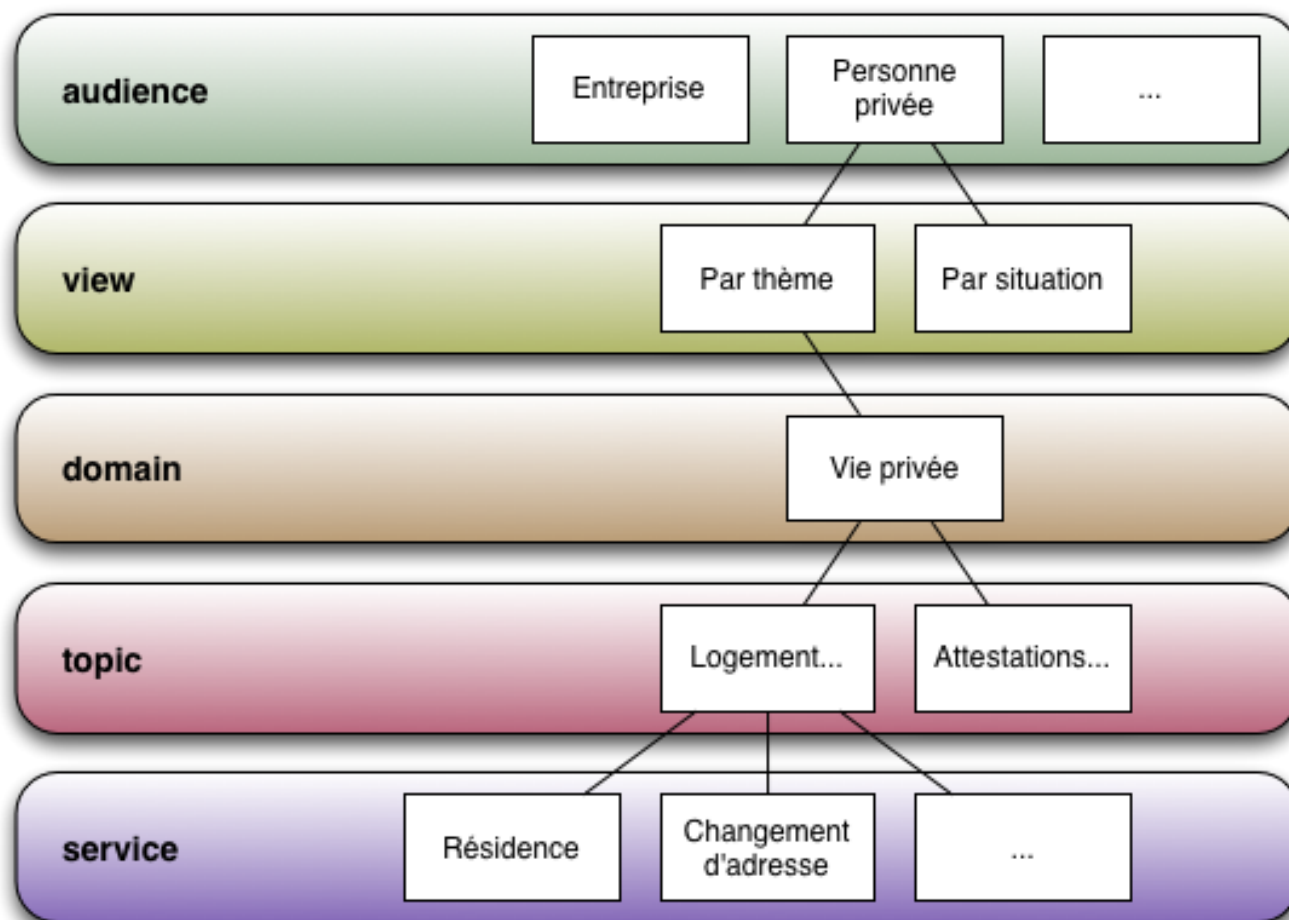 audience
Entreprise
Personne
privée
...
view
Par thème
Par situation
domain
Vie privée
topic
Logement...
Attestations...
service
Résidence
Changement
d'adresse
...